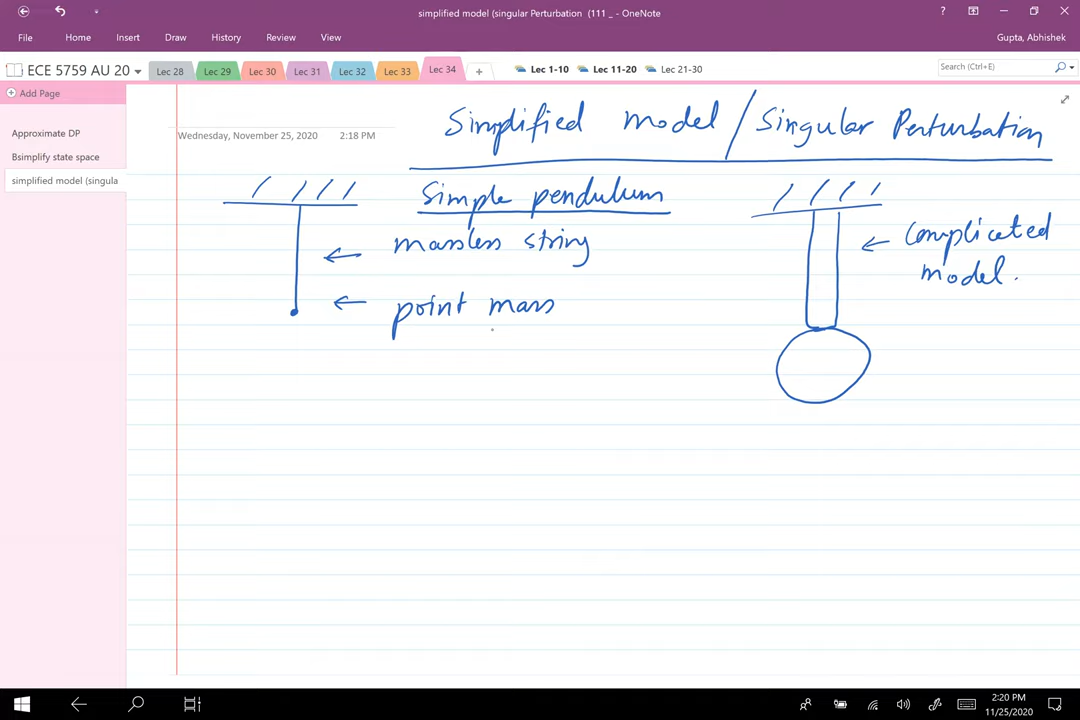 simplified model (singular Perturbation (111 _ - OneNote
File Home Insert Draw History Review View
Gupta, Abhishek
ECE 5759 AU 20
Lec 28 Lec 29 Lec 30 Lec 31 Lec 32 Lec 33 Lec 34 Lec 1-10 Lec 11-20 Lec 21-30
Search (Ctrl+E)
Add Page
Approximate DP
Bsimplify state space
simplified model (singula
Wednesday, November 25, 2020 2:18 PM
Simplified model / Singular Perturbation
Simple pendulum
massless string
point mass
complicated
model.
2:20 PM
11/25/2020